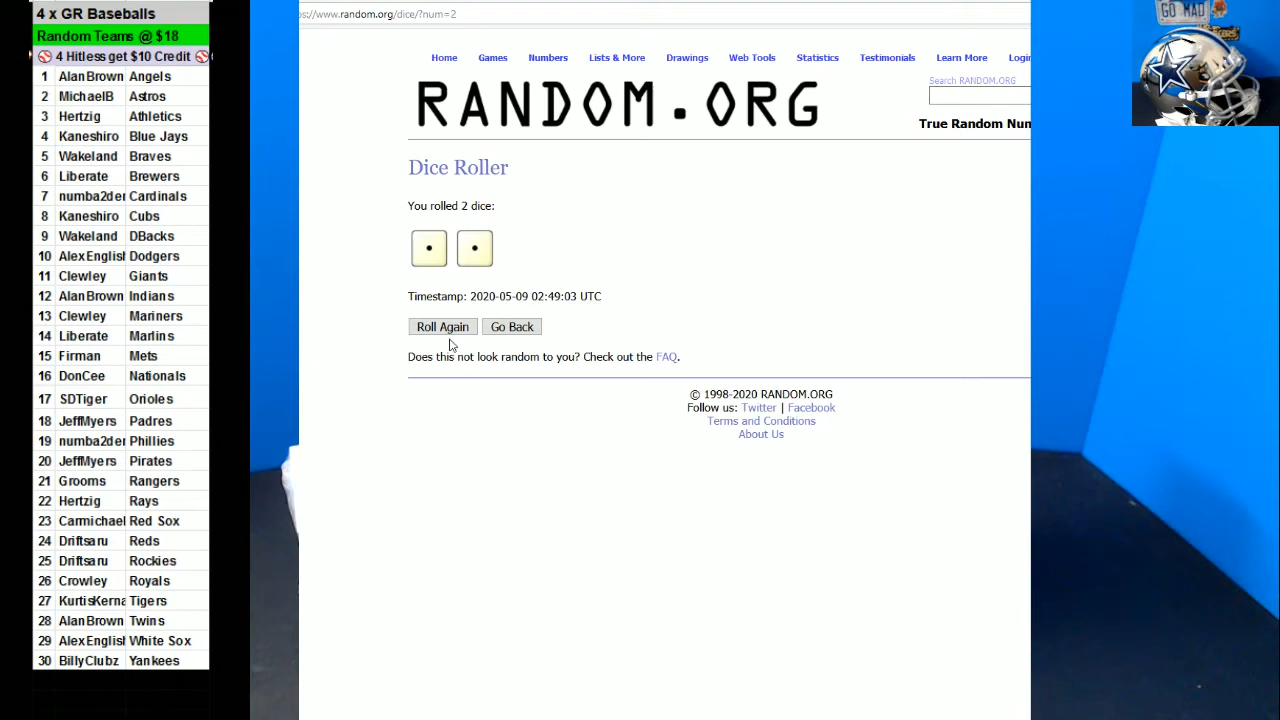 4 x GR Baseballs
Random Teams @ $18
4 Hitless get $10 Credit
1 AlanBrown Angels
2 MichaelB Astros
3 Hertzig Athletics
4 Kaneshiro Blue Jays
5 Wakeland Braves
6 Liberate Brewers
7 numba2der Cardinals
8 Kaneshiro Cubs
9 Wakeland DBacks
10 AlexEnglish Dodgers
11 Clewley Giants
12 AlanBrown Indians
13 Clewley Mariners
14 Liberate Marlins
15 Firman Mets
16 DonCee Nationals
17 SDTiger Orioles
18 JeffMyers Padres
19 numba2der Phillies
20 JeffMyers Pirates
21 Grooms Rangers
22 Hertzig Rays
23 Carmichael Red Sox
24 Driftsaru Reds
25 Driftsaru Rockies
26 Crowley Royals
27 KurtisKerna Tigers
28 AlanBrown Twins
29 AlexEnglish White Sox
30 BillyClubz Yankees
s://www.random.org/dice/?num=2
Home Games Numbers Lists & More Drawings Web Tools Statistics Testimonials Learn More Login
Search RANDOM.ORG
RANDOM.ORG
True Random Num
Dice Roller
You rolled 2 dice:
Timestamp: 2020-05-09 02:49:03 UTC
Roll Again Go Back
Does this not look random to you? Check out the FAQ.
© 1998-2020 RANDOM.ORG
Follow us: Twitter | Facebook
Terms and Conditions
About Us
GO MAD